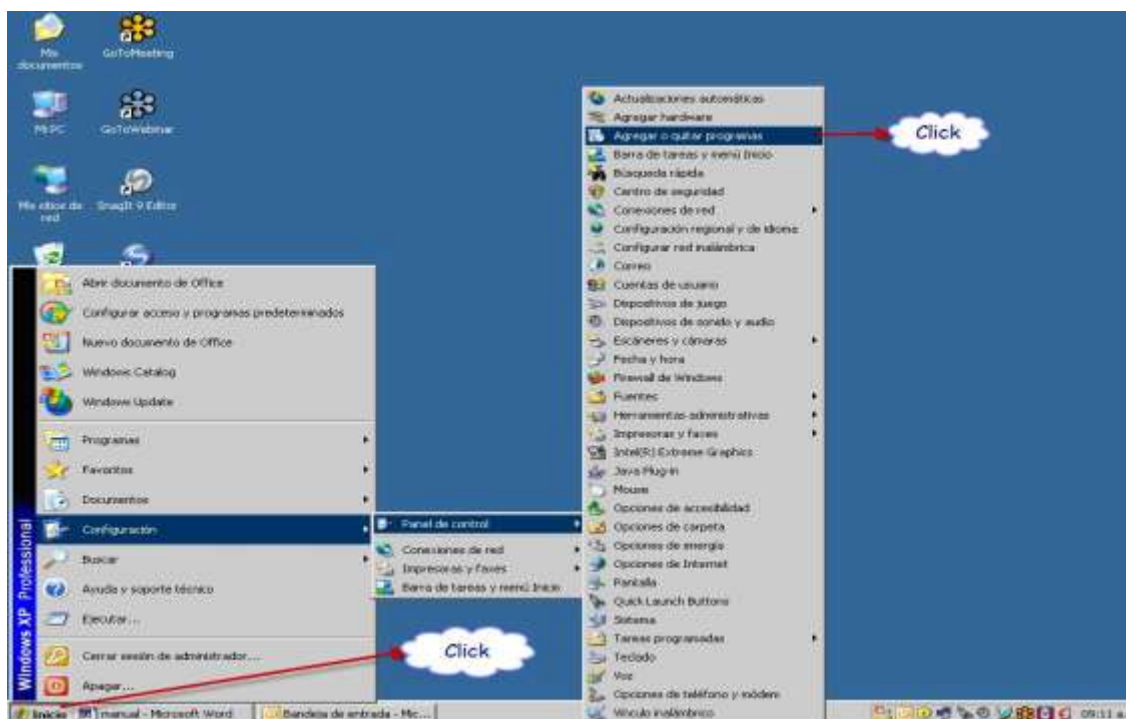 Mis
documentos
GoToMeeting
Mi PC
GoToWebinar
Mis sitios de
red
SnagIt 9 Editor
Actualizaciones automáticas
Agregar hardware
Agregar o quitar programas
Click
Barra de tareas y menú Inicio
Búsqueda rápida
Centro de seguridad
Conexiones de red
Configuración regional y de idioma
Configurar red inalámbrica
Correo
Cuentas de usuario
Dispositivos de juego
Dispositivos de sonido y audio
Escáneres y cámaras
Fecha y hora
Firewall de Windows
Fuentes
Herramientas administrativas
Impresoras y faxes
Intel(R) Extreme Graphics
Java Plug-in
Mouse
Opciones de accesibilidad
Opciones de carpeta
Opciones de energía
Opciones de Internet
Pantalla
Quick Launch Buttons
Sistema
Tareas programadas
Teclado
Voz
Opciones de teléfono y módem
Vínculo inalámbrico
Abrir documento de Office
Configurar acceso y programas predeterminados
Nuevo documento de Office
Windows Catalog
Windows Update
Programas
Favoritos
Documentos
Configuración
Buscar
Ayuda y soporte técnico
Ejecutar...
Cerrar sesión de administrador...
Apagar...
Windows XP Professional
Panel de control
Conexiones de red
Impresoras y faxes
Barra de tareas y menú Inicio
Click
Inicio
manual - Microsoft Word
Bandeja de entrada - Mic...
09:11 a